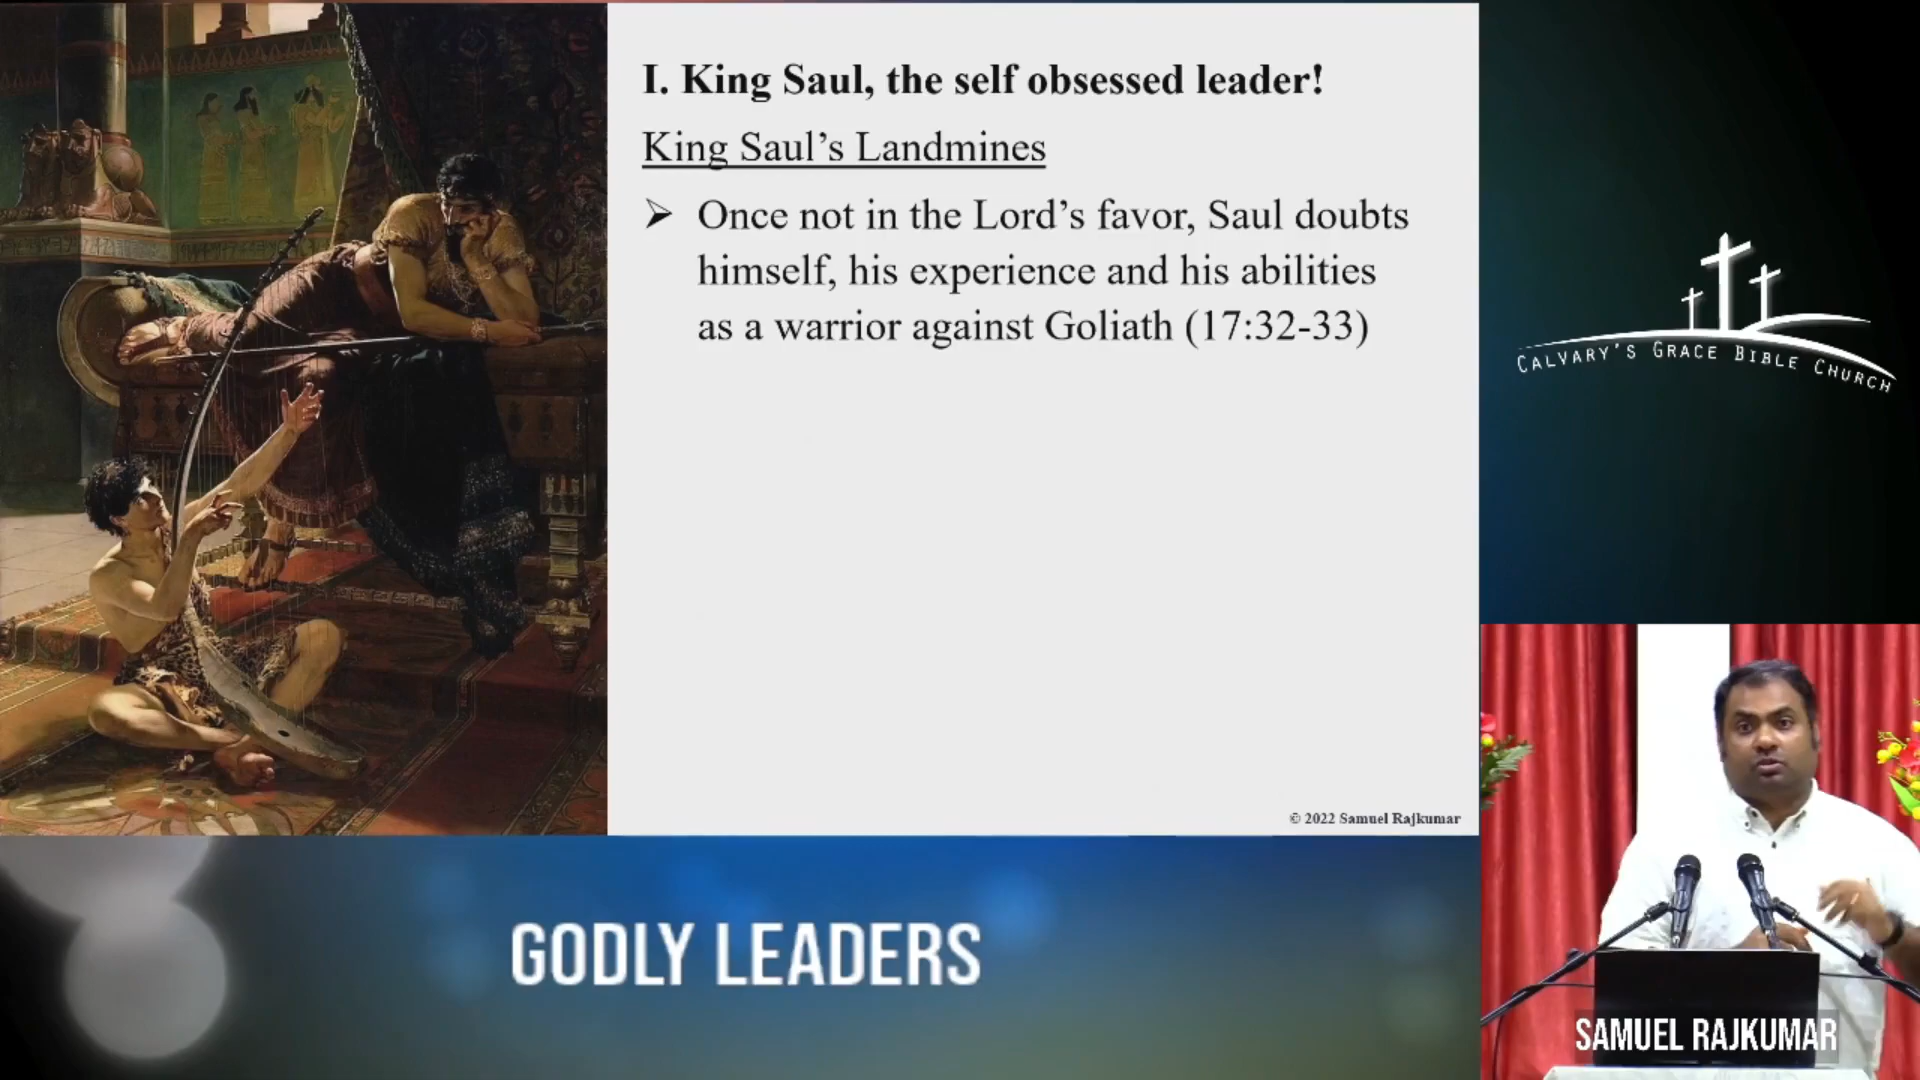 I. King Saul, the self obsessed leader!
King Saul’s Landmines
➢ Once not in the Lord’s favor, Saul doubts
himself, his experience and his abilities
as a warrior against Goliath (17:32-33)
© 2022 Samuel Rajkumar
CALVARY'S GRACE BIBLE CHURCH
GODLY LEADERS
SAMUEL RAJKUMAR